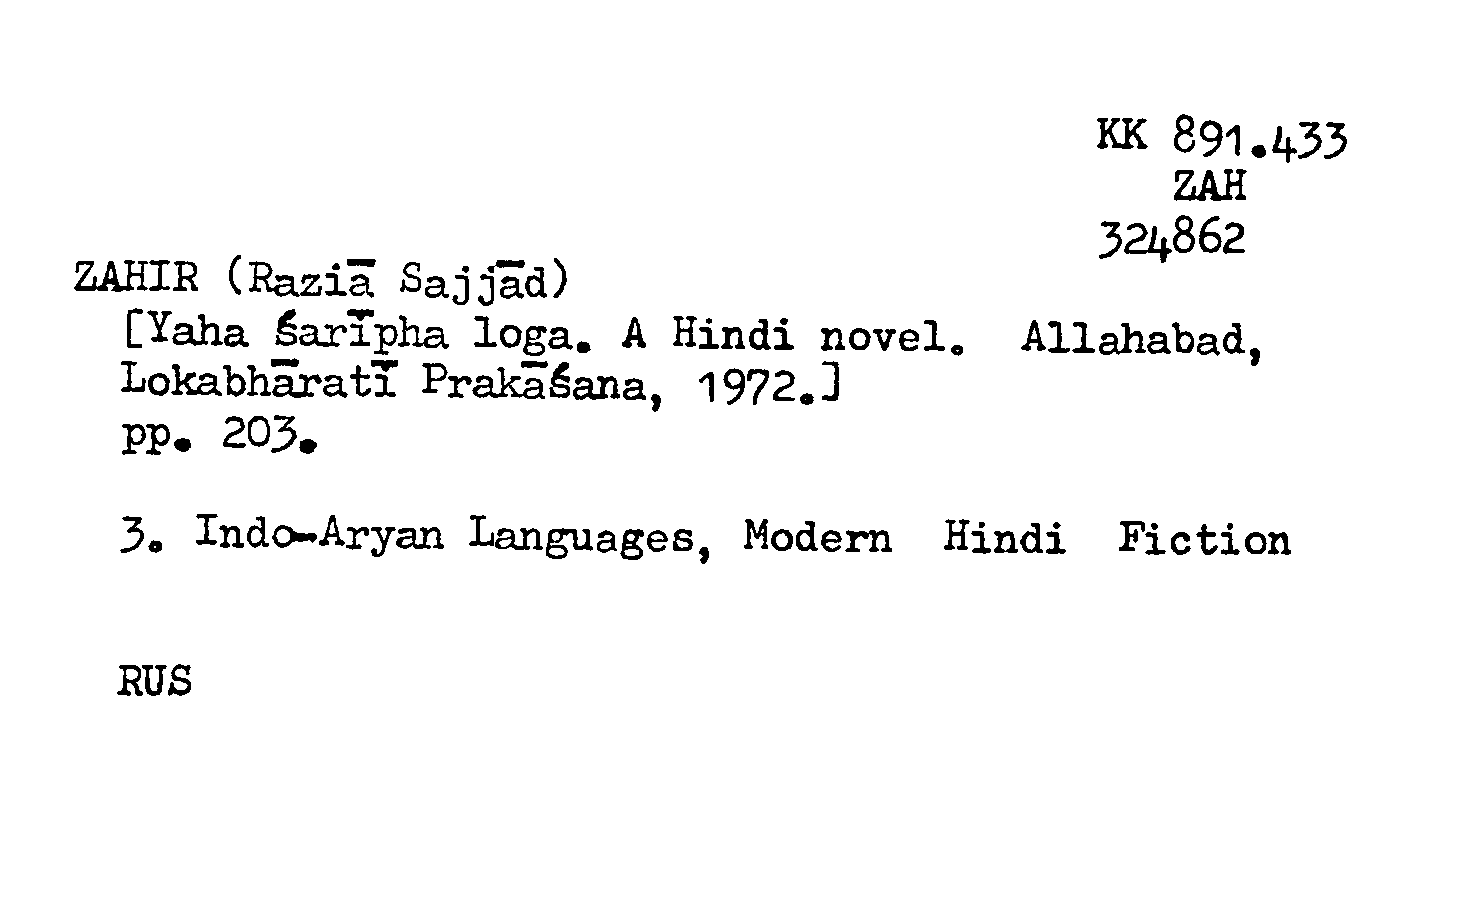 KK 891.433
ZAH
324862
ZAHIR (Raziā Sajjād)
[Yaha śarīpha loga. A Hindi novel. Allahabad,
Lokabhāratī Prakāśana, 1972.]
pp. 203.
3. Indo-Aryan Languages, Modern Hindi Fiction
RUS